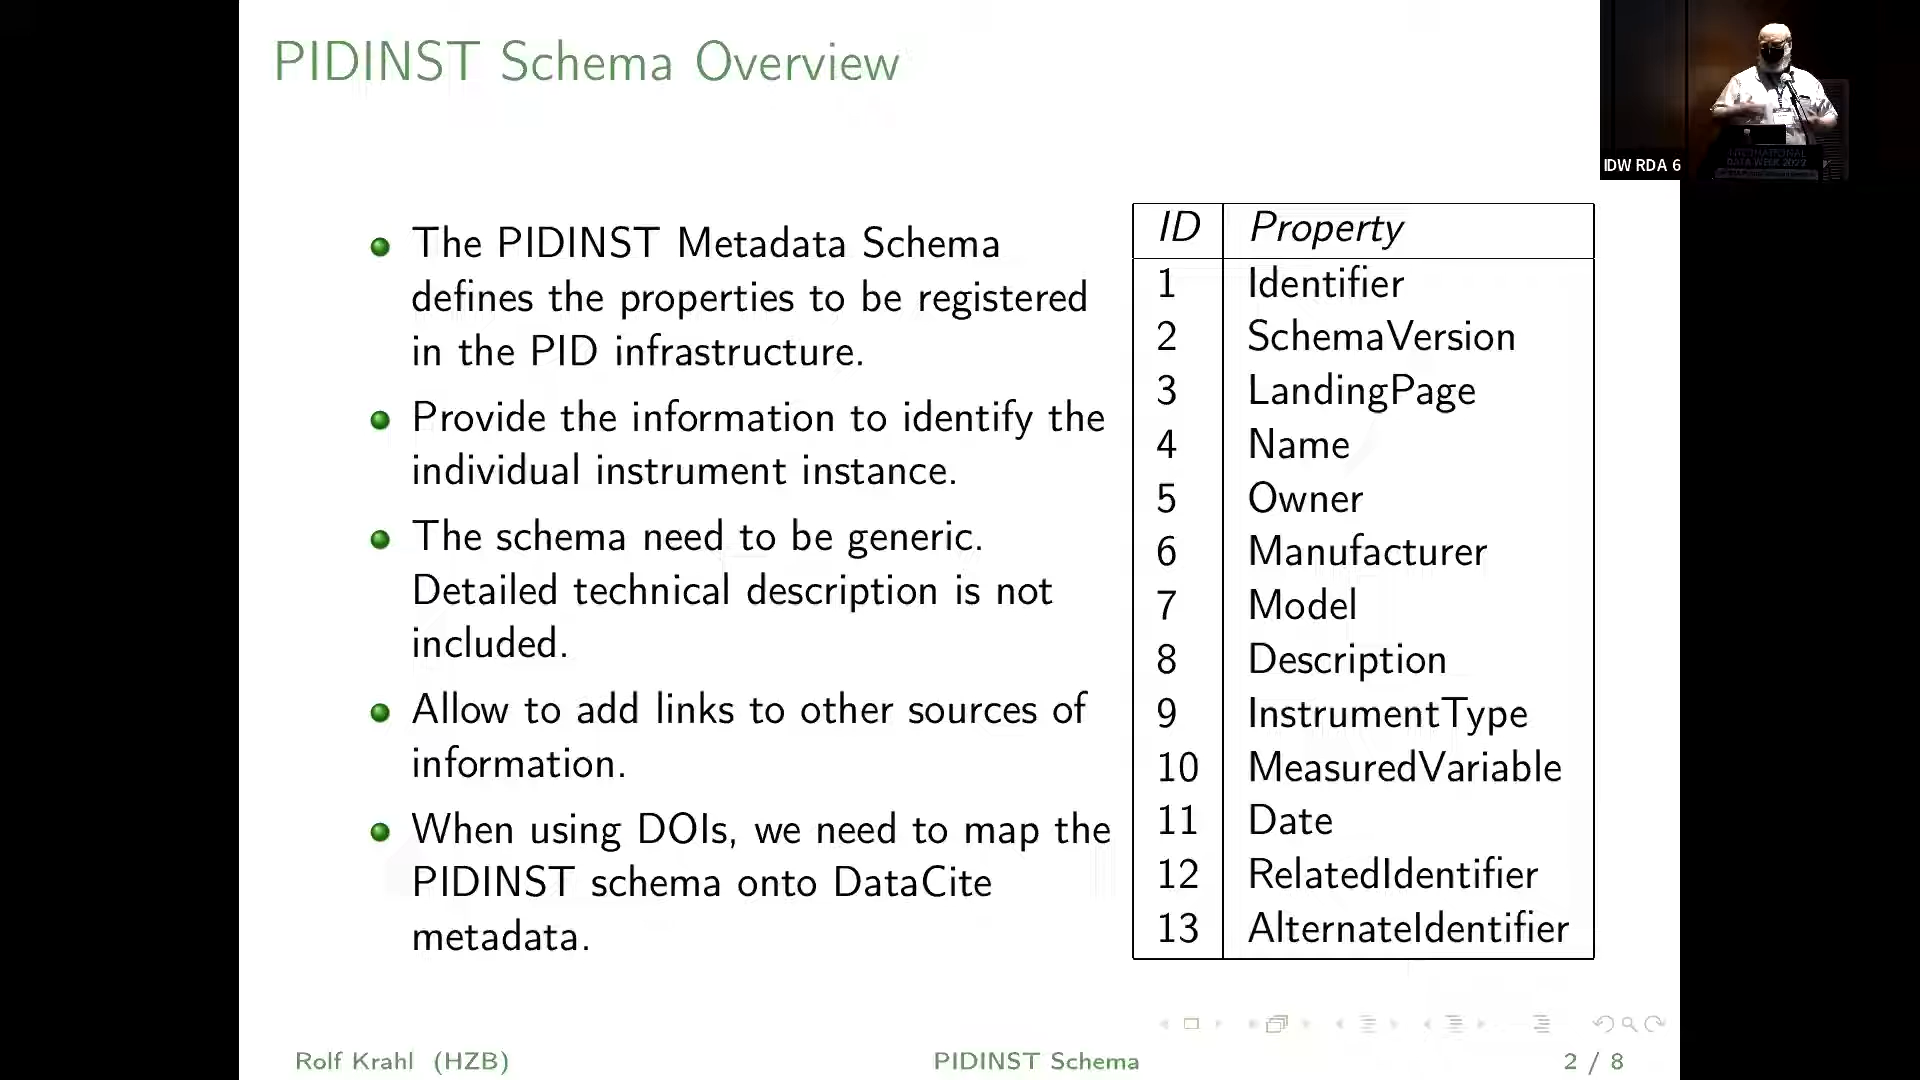 PIDINST Schema Overview
The PIDINST Metadata Schema
defines the properties to be registered
in the PID infrastructure.
Provide the information to identify the
individual instrument instance.
The schema need to be generic.
Detailed technical description is not
included.
Allow to add links to other sources of
information.
When using DOIs, we need to map the
PIDINST schema onto DataCite
metadata.
ID Property
1 Identifier
2 SchemaVersion
3 LandingPage
4 Name
5 Owner
6 Manufacturer
7 Model
8 Description
9 InstrumentType
10 MeasuredVariable
11 Date
12 RelatedIdentifier
13 AlternateIdentifier
Rolf Krahl (HZB) PIDINST Schema 2 / 8
IDW RDA 6
INTERNATIONAL
DATA WEEK 2022